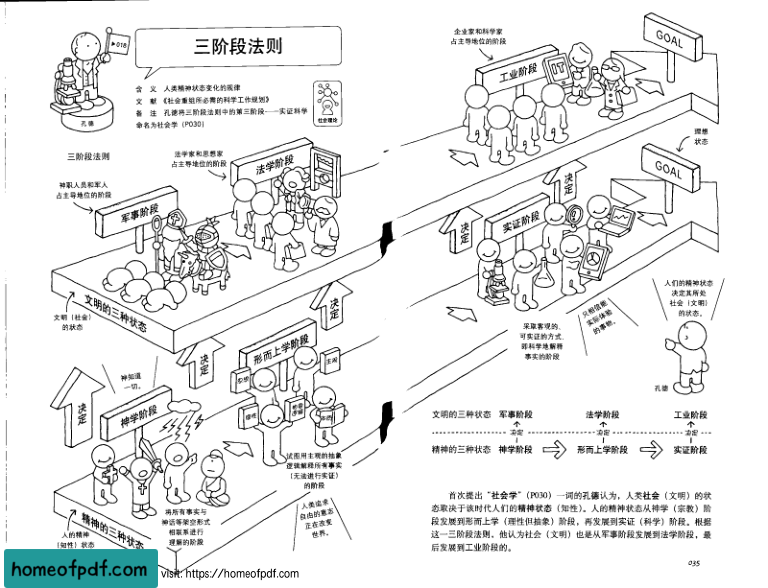 ▶018
三阶段法则
孔德
含　义　人类精神状态变化的规律
文　献　《社会重组所必需的科学工作规划》
备　注　孔德将三阶段法则中的第三阶段——实证科学
命名为社会学（P030）
社会理论
三阶段法则
神职人员和军人
占主导地位的阶段
法学家和思想家
占主导地位的阶段
军事阶段
法学阶段
文明的三种状态
文明（社会）
的状态
决定
决定
决定
神知道
一切。
神学阶段
形而上学阶段
理性
精神的三种状态
人的精神
（知性）状态
将所有事实与
神话等架空形式
相联系进行
理解的阶段
试图用主观的抽象
逻辑解释所有事实
（无法进行实证）
的阶段
人类追求
自由的意志
正在改变
世界。
企业家和科学家
占主导地位的阶段
工业阶段
IT
GOAL
理想
状态
GOAL
决定
决定
实证阶段
采取客观的、
可实证的方式，
即科学地解释
事实的阶段
只相信能
实际体验
的事物。
人们的精神状态
决定其所处
社会（文明）
的状态。
孔德
文明的三种状态　军事阶段　法学阶段　工业阶段
决定　决定　决定
精神的三种状态　神学阶段　形而上学阶段　实证阶段
首次提出“社会学”（P030）一词的孔德认为，人类社会（文明）的状
态取决于该时代人们的精神状态（知性）。人的精神状态从神学（宗教）阶
段发展到形而上学（理性但抽象）阶段，再发展到实证（科学）阶段。根据
这一三阶段法则，他认为社会（文明）也是从军事阶段发展到法学阶段，最
后发展到工业阶段的。
035
homeofpdf.com
visit: https://homeofpdf.com